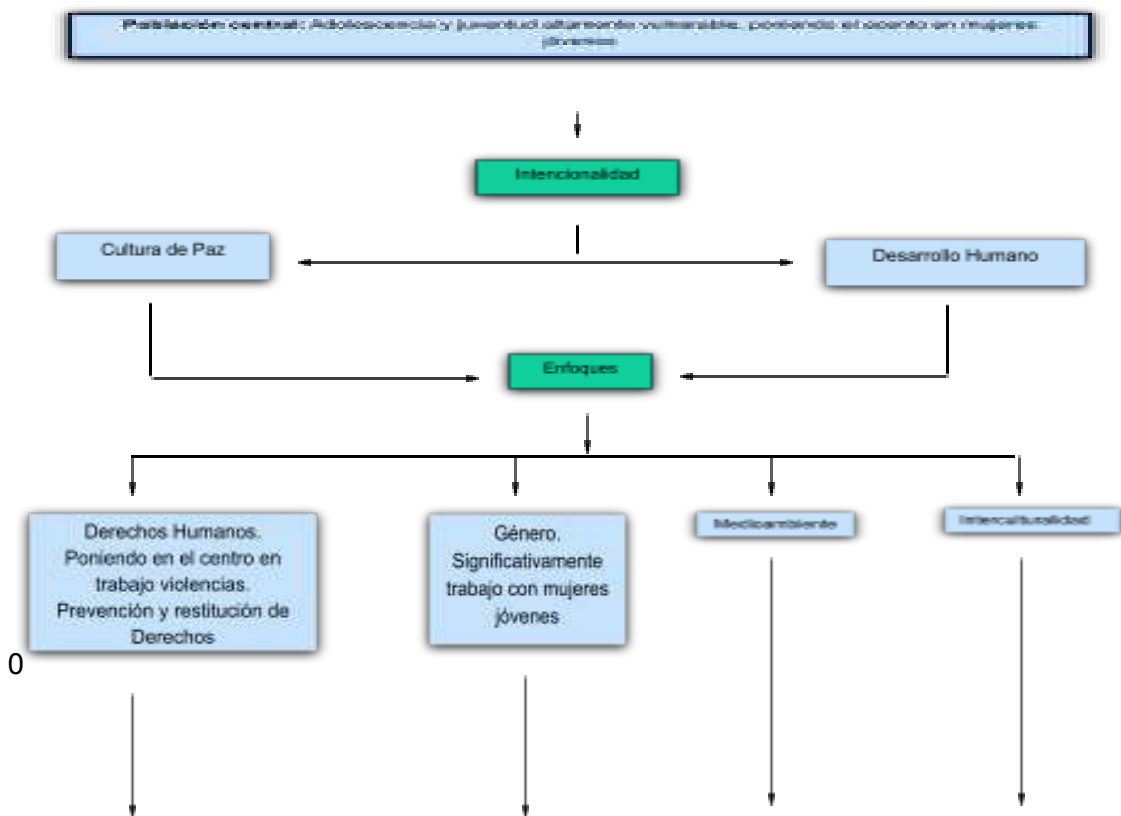 Población central: Adolescencia y juventud altamente vulnerable, poniendo el acento en mujeres
jóvenes
Intencionalidad
Cultura de Paz
Desarrollo Humano
Enfoques
Derechos Humanos.
Poniendo en el centro en
trabajo violencias.
Prevención y restitución de
Derechos
Género.
Significativamente
trabajo con mujeres
jóvenes
Medioambiente
Interculturalidad
0